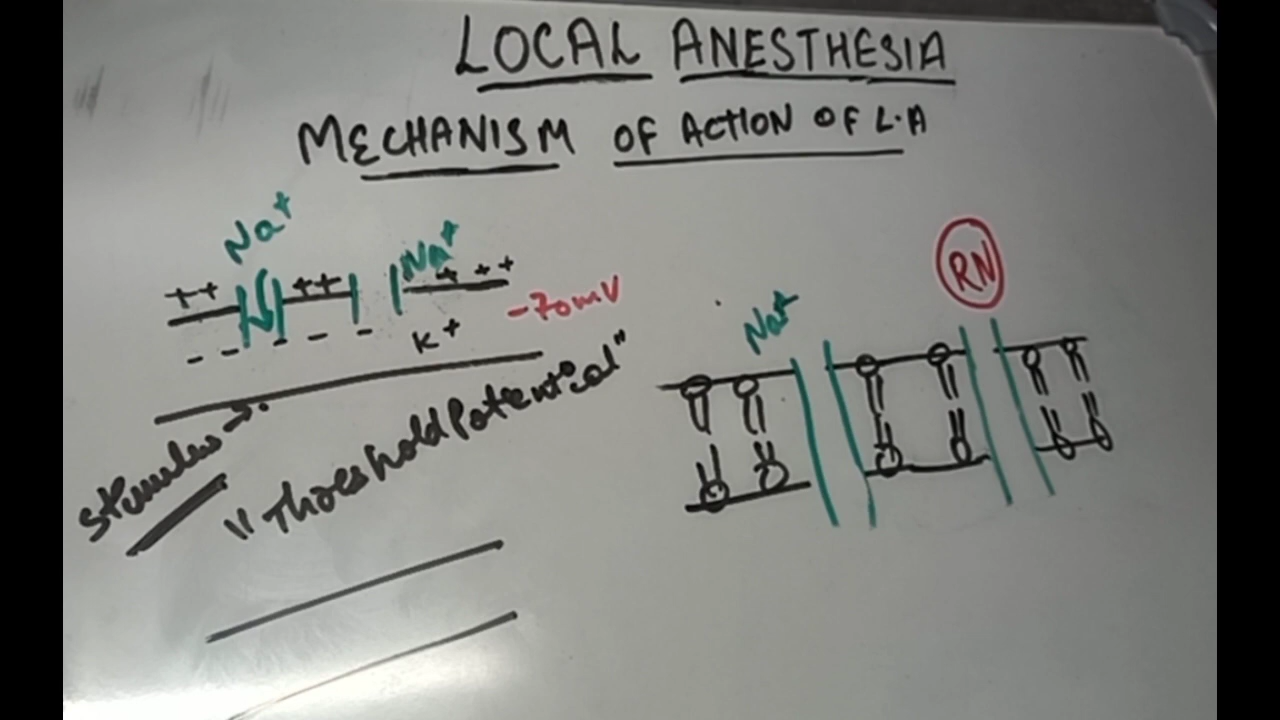 LOCAL ANESTHESIA
MECHANISM OF ACTION OF L.A
Na+
Na+
++ ++ + ++
- - - - -
K+
-70mV
stimulus →
"Threshold Potential"
Na+
RN